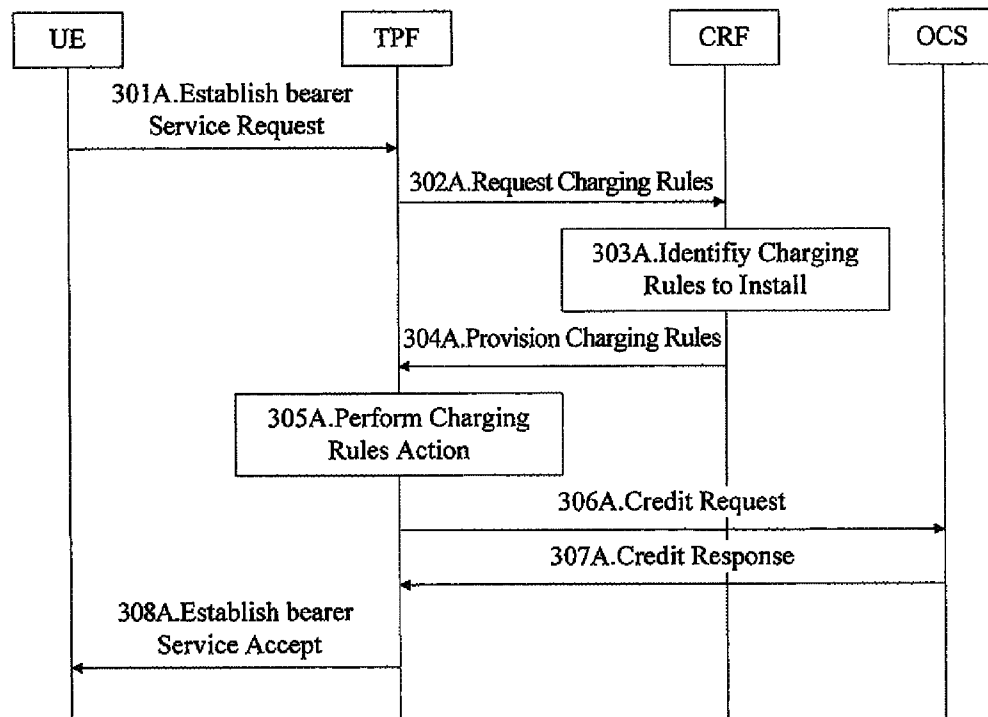 UE
TPF
CRF
OCS
301A.Establish bearer
Service Request
302A.Request Charging Rules
303A.Identifiy Charging
Rules to Install
304A.Provision Charging Rules
305A.Perform Charging
Rules Action
306A.Credit Request
307A.Credit Response
308A.Establish bearer
Service Accept